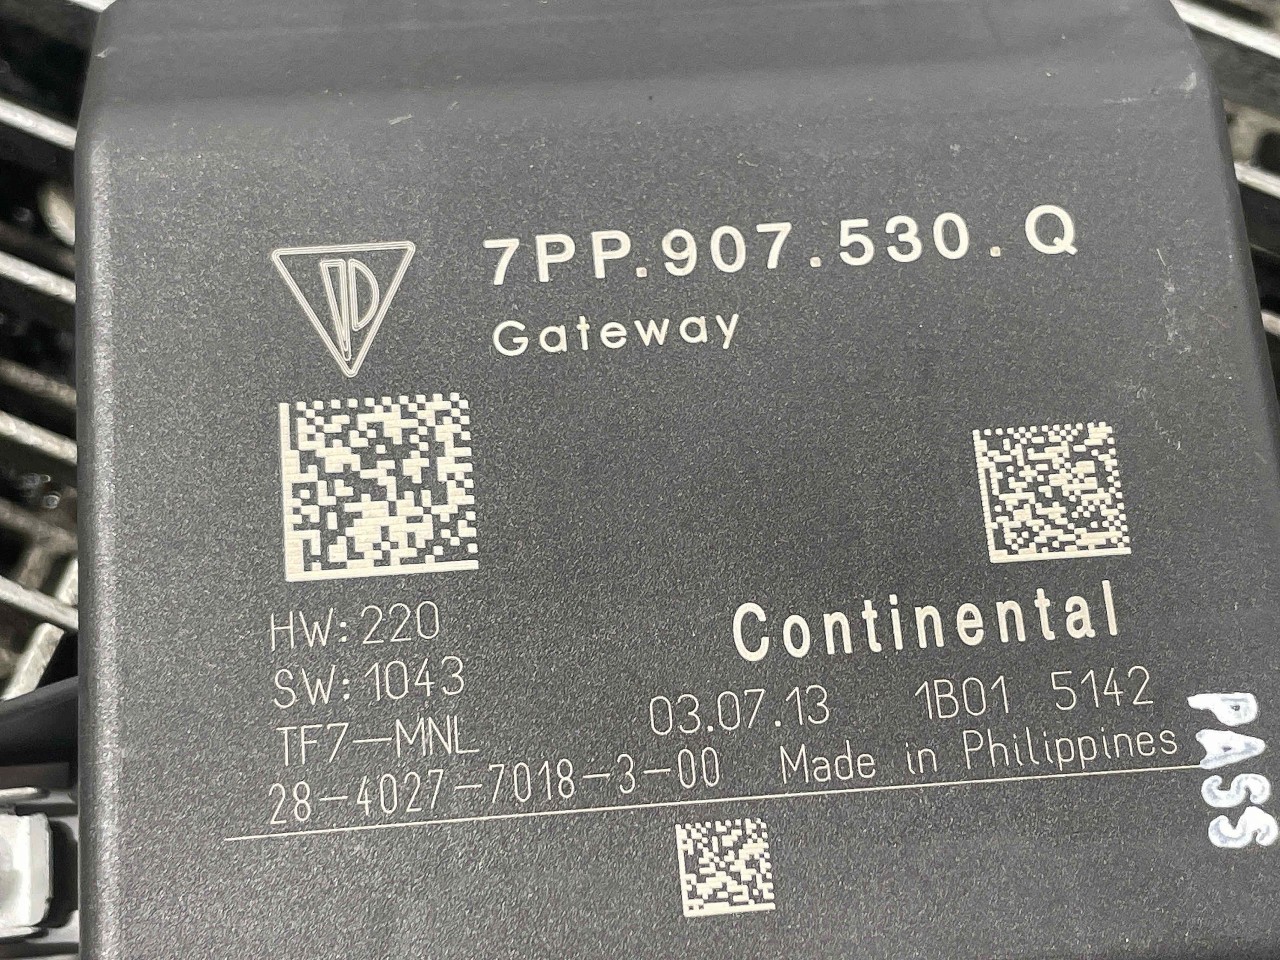 7PP.907.530.Q
Gateway
HW:220
SW:1043
TF7-MNL
28-4027-7018-3-00
Continental
03.07.13 1B01 5142
Made in Philippines
PASS